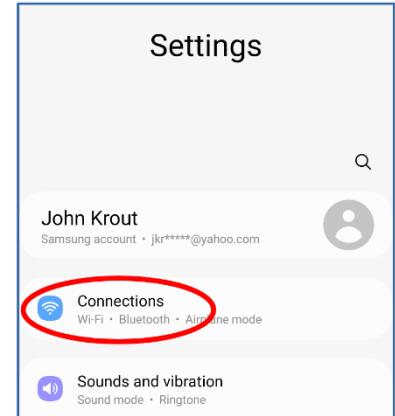 Settings
John Krout
Samsung account • jkr*****@yahoo.com
Connections
Wi-Fi • Bluetooth • Airplane mode
Sounds and vibration
Sound mode • Ringtone